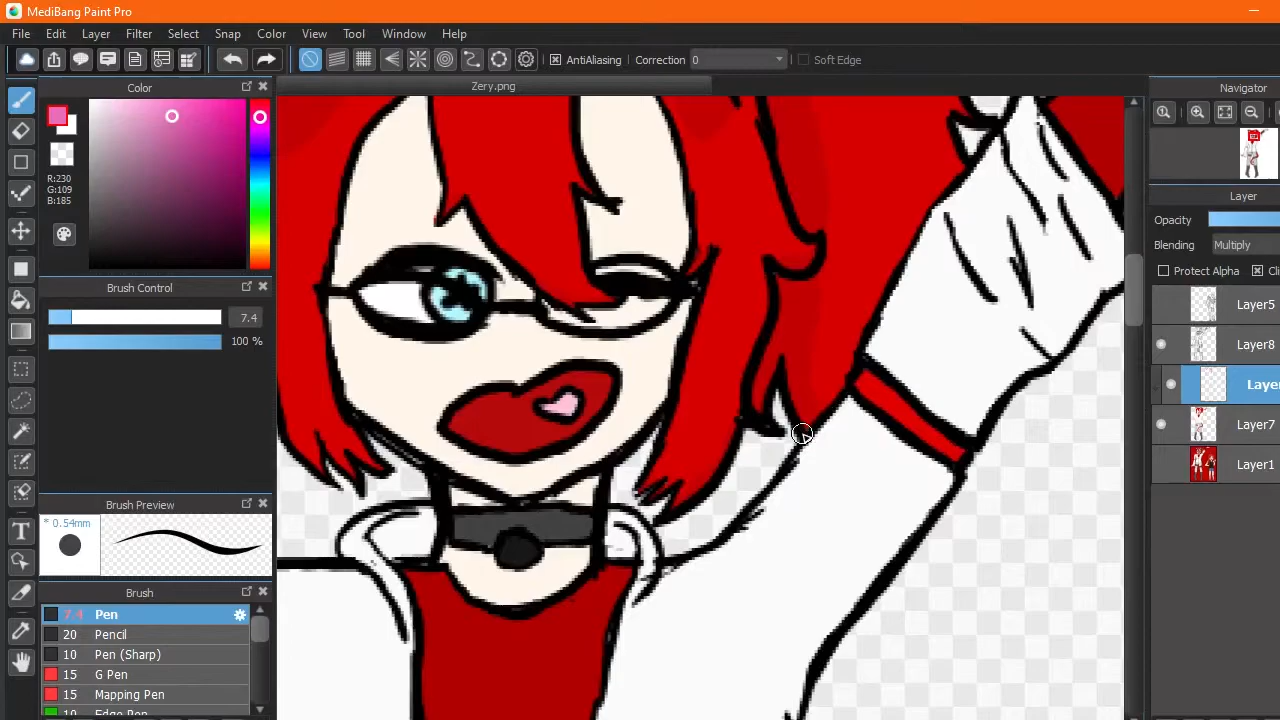 MediBang Paint Pro
File Edit Layer Filter Select Snap Color View Tool Window Help
AntiAliasing Correction 0 Soft Edge
Color
Zery.png
Navigator
R:230
G:109
B:185
Layer
Opacity
Blending Multiply
Protect Alpha
Brush Control
7.4
100 %
Layer5
Layer8
Layer7
Layer1
Brush Preview
* 0.54mm
Brush
7.4 Pen
20 Pencil
10 Pen (Sharp)
15 G Pen
15 Mapping Pen
10 Edge Pen